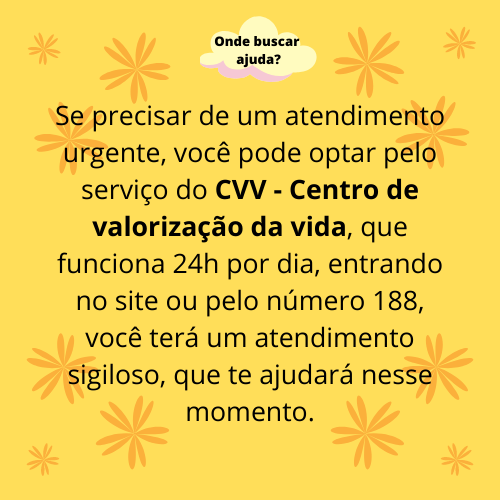 Onde buscar
ajuda?
Se precisar de um atendimento
urgente, você pode optar pelo
serviço do CVV - Centro de
valorização da vida, que
funciona 24h por dia, entrando
no site ou pelo número 188,
você terá um atendimento
sigiloso, que te ajudará nesse
momento.